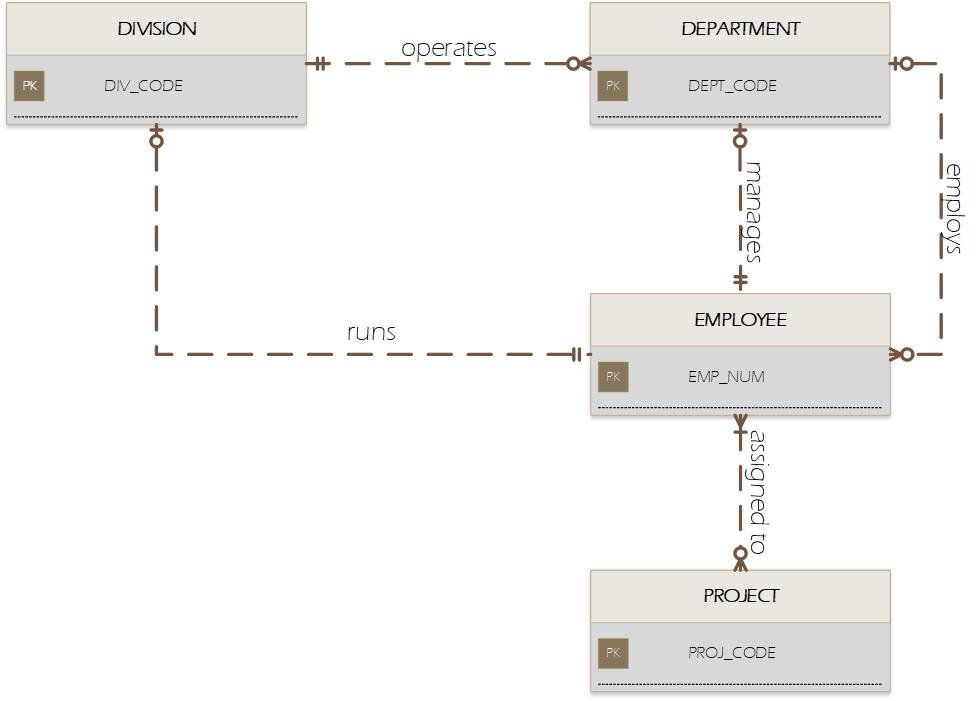 DIVISION
PK DIV_CODE
operates
DEPARTMENT
PK DEPT_CODE
manages
employs
runs
EMPLOYEE
PK EMP_NUM
assigned to
PROJECT
PK PROJ_CODE